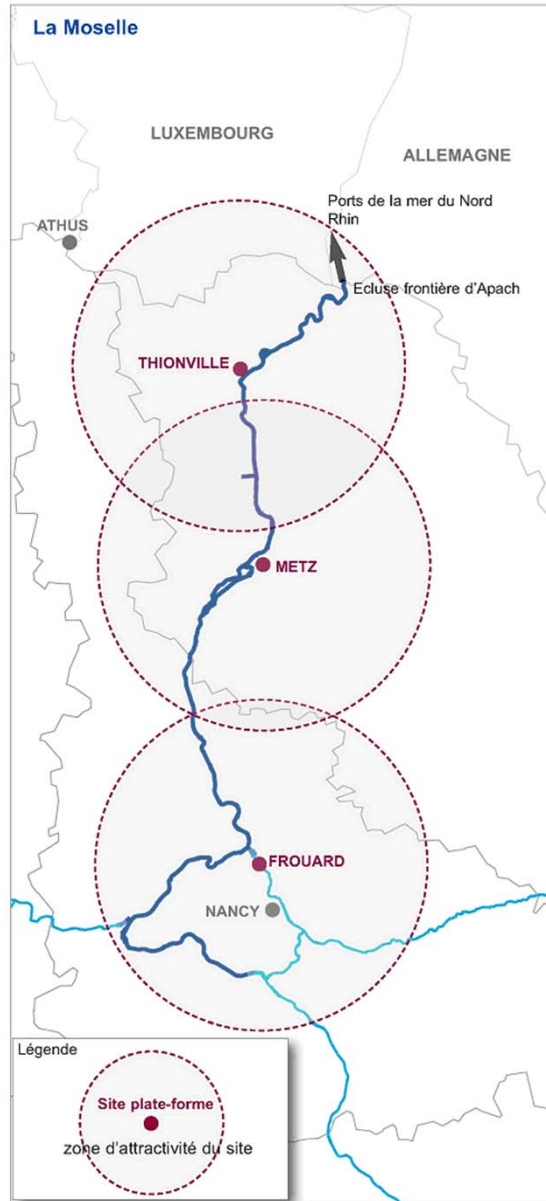 La Moselle
LUXEMBOURG
ALLEMAGNE
Ports de la mer du Nord
Rhin
ATHUS
Ecluse frontière d'Apach
THIONVILLE
METZ
FROUARD
NANCY
Légende
Site plate-forme
zone d'attractivité du site